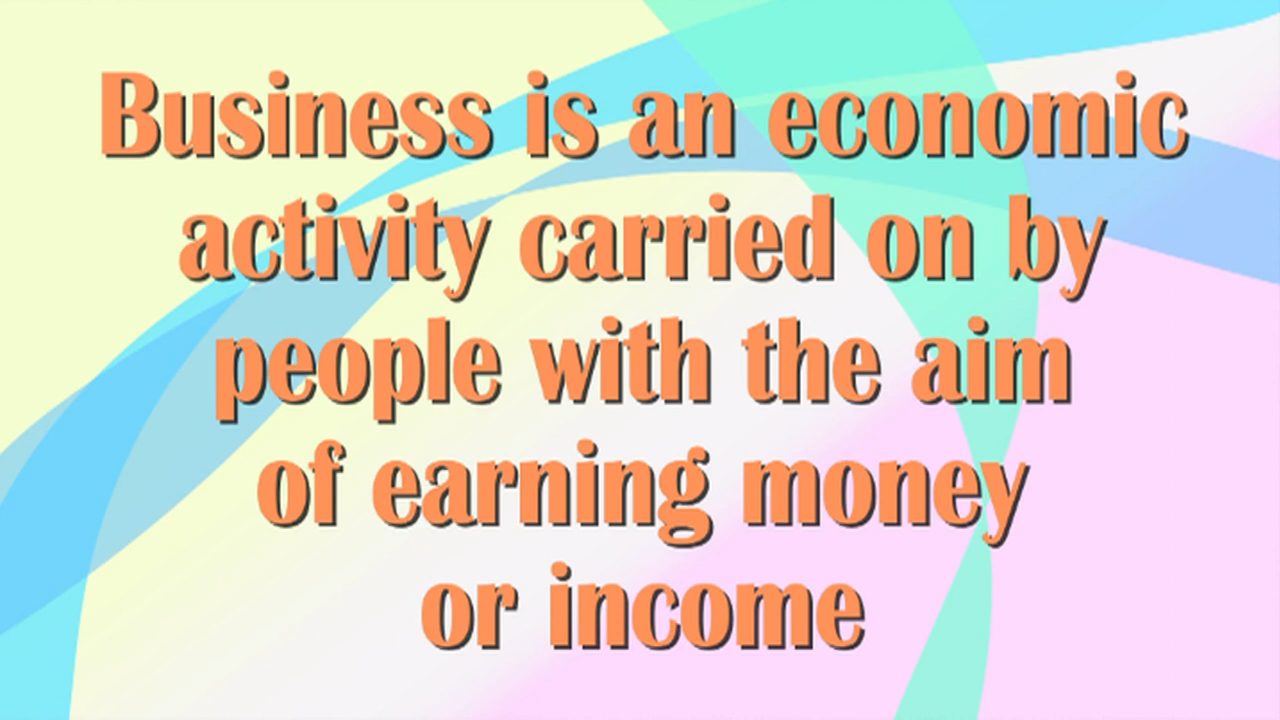 Business is an economic
activity carried on by
people with the aim
of earning money
or income